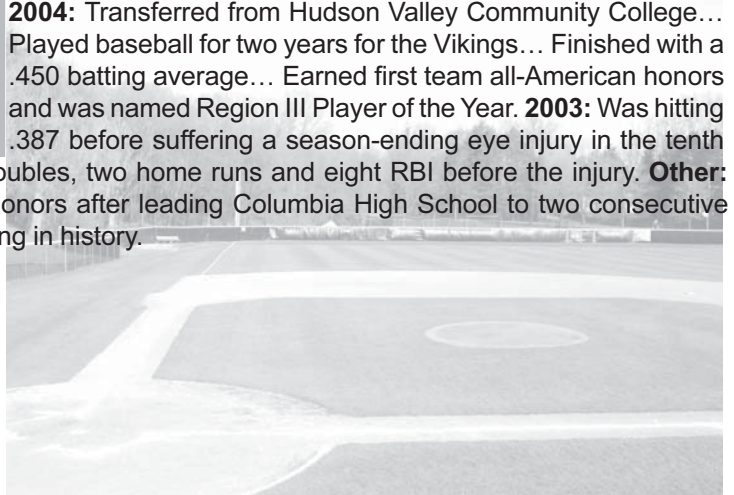 2004: Transferred from Hudson Valley Community College…
Played baseball for two years for the Vikings… Finished with a
.450 batting average… Earned first team all-American honors
and was named Region III Player of the Year. 2003: Was hitting
.387 before suffering a season-ending eye injury in the tenth
oubles, two home runs and eight RBI before the injury. Other:
onors after leading Columbia High School to two consecutive
ng in history.